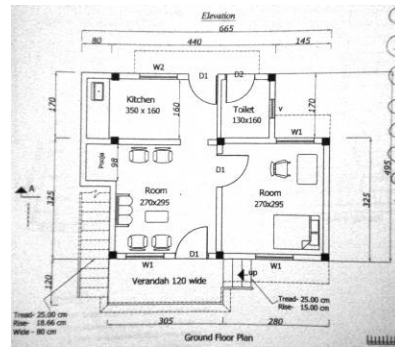 Elevation
665
80
440
145
W2
D1
D2
170
Kitchen
350 x 160
160
Toilet
130x160
V
170
W1
495
Pooja
98
D1
A
325
Room
270x295
Room
270x295
325
W1
D1
W1
120
Verandah 120 wide
up
Tread- 25.00 cm
Rise- 18.66 cm
Wide - 80 cm
Tread- 25.00 cm
Rise- 15.00 cm
305
280
Ground Floor Plan